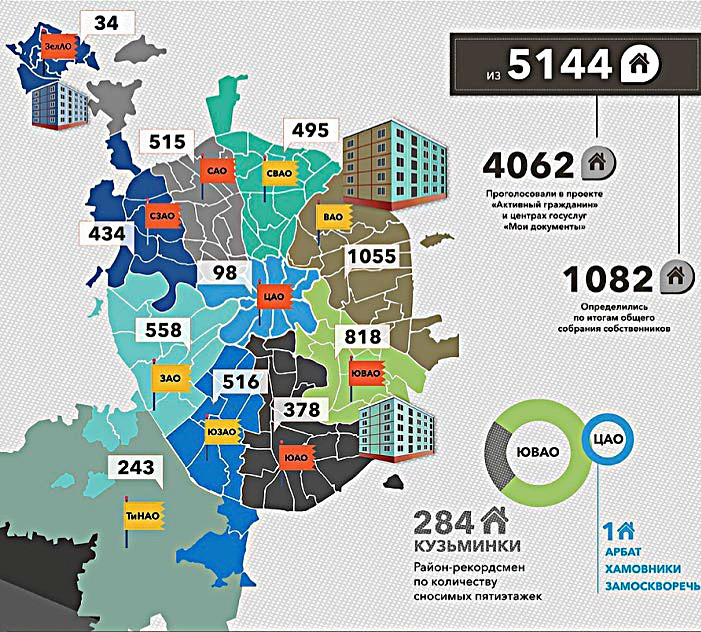 34
ЗелАО
515
495
САО
СВАО
СЗАО
ВАО
434
98
1055
ЦАО
558
818
ЗАО
516
ЮВАО
378
ЮЗАО
ЮАО
243
ТиНАО
из 5144
4062
Проголосовали в проекте
«Активный гражданин»
и центрах госуслуг
«Мои документы»
1082
Определились
по итогам общего
собрания собственников
ЮВАО
ЦАО
284
КУЗЬМИНКИ
Район-рекордсмен
по количеству
сносимых пятиэтажек
1
АРБАТ
ХАМОВНИКИ
ЗАМОСКВОРЕЧЬ